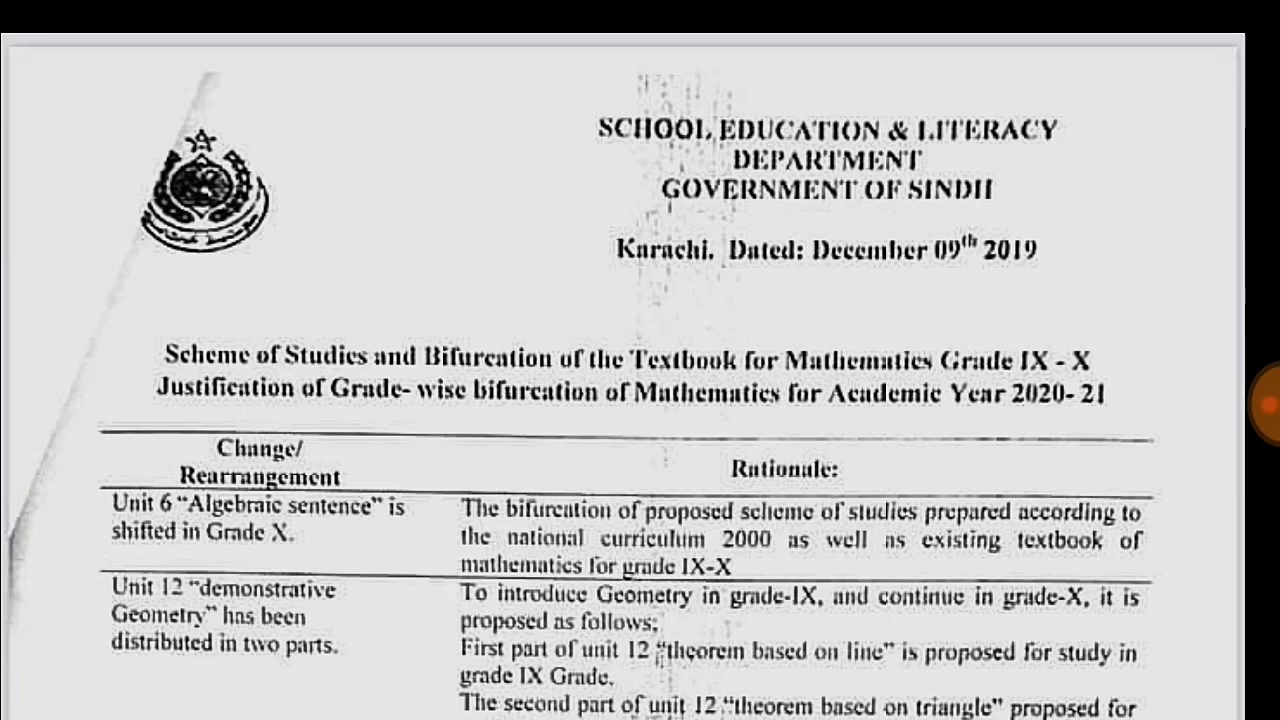 SCHOOL EDUCATION & LITERACY
DEPARTMENT
GOVERNMENT OF SINDH
Karachi. Dated: December 09th 2019
Scheme of Studies and Bifurcation of the Textbook for Mathematics Grade IX - X
Justification of Grade- wise bifurcation of Mathematics for Academic Year 2020- 21
Change/
Rearrangement
Rationale:
Unit 6 “Algebraic sentence” is
shifted in Grade X.
The bifurcation of proposed scheme of studies prepared according to
the national curriculum 2000 as well as existing textbook of
mathematics for grade IX-X
Unit 12 “demonstrative
Geometry” has been
distributed in two parts.
To introduce Geometry in grade-IX, and continue in grade-X, it is
proposed as follows;
First part of unit 12 “theorem based on line” is proposed for study in
grade IX Grade.
The second part of unit 12 “theorem based on triangle” proposed for